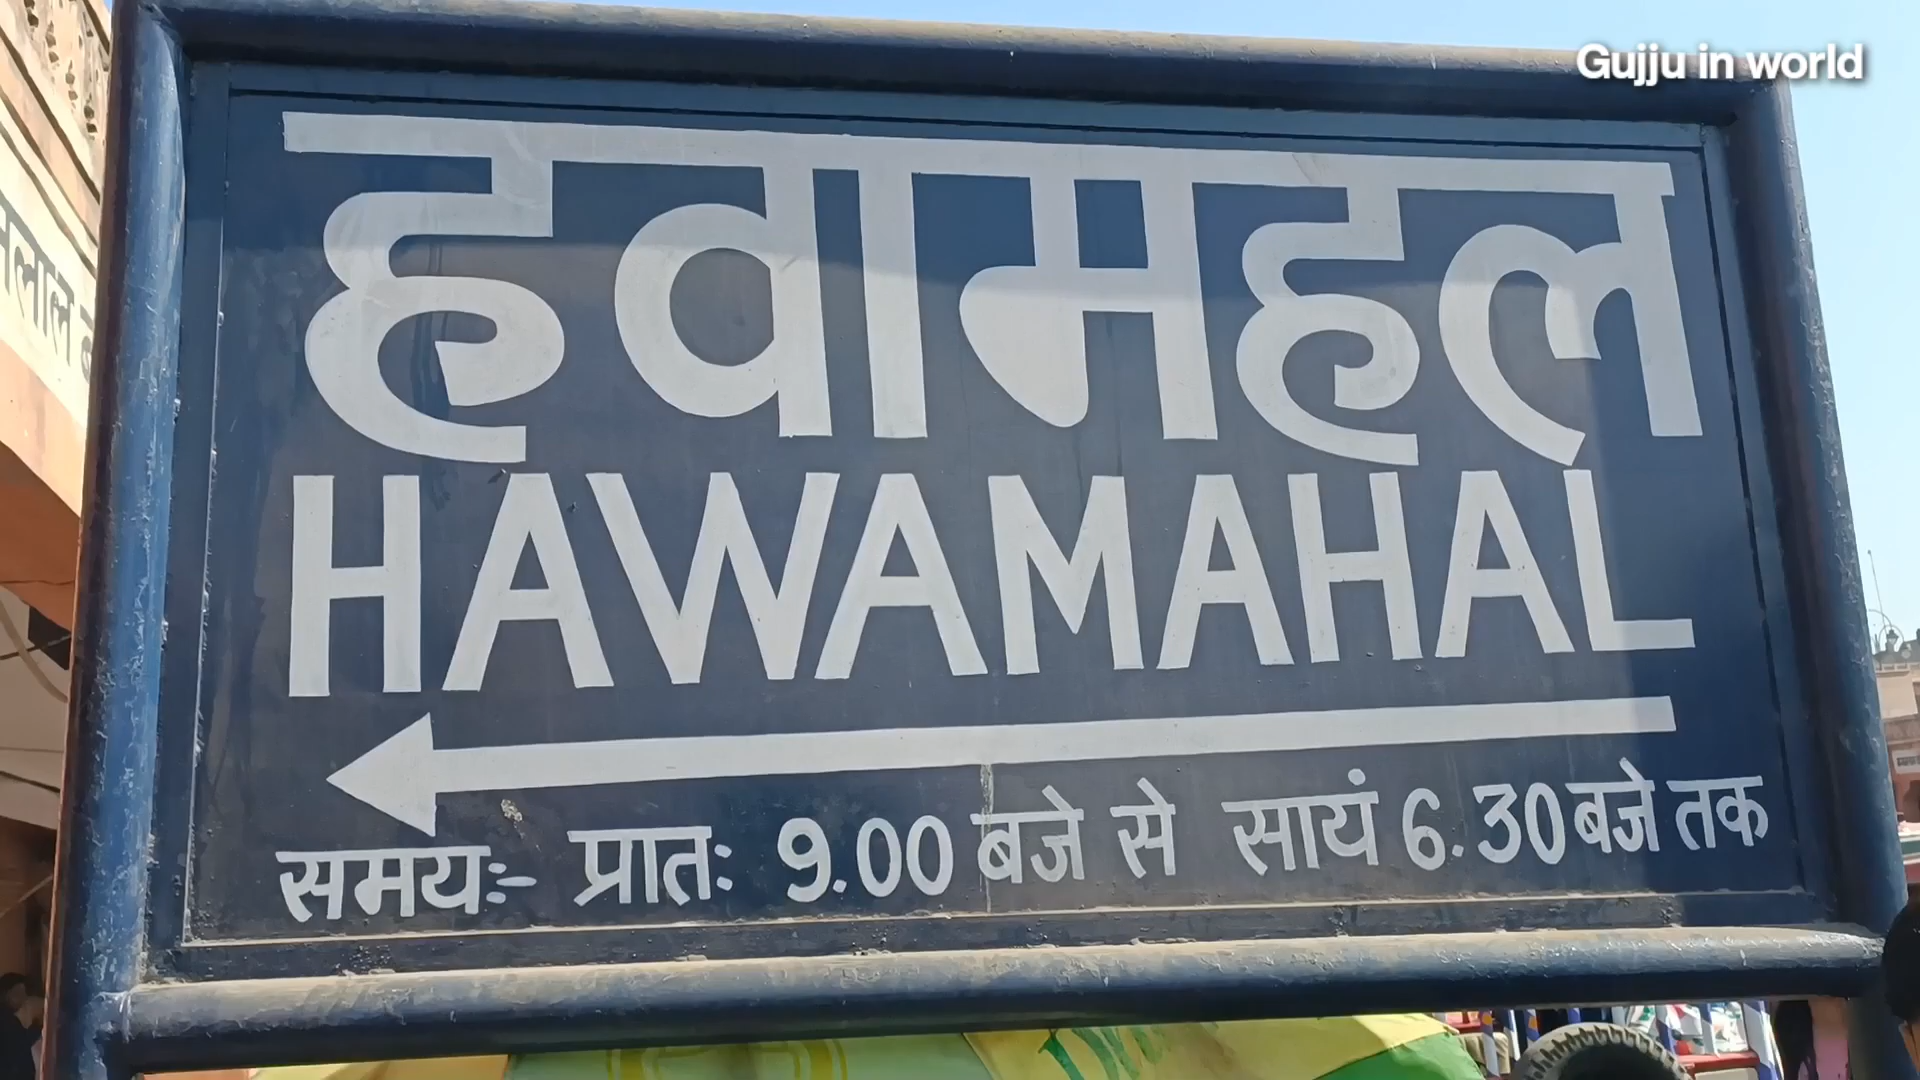 Gujju in world
हवामहल
HAWAMAHAL
समयः- प्रातः 9.00 बजे से सायं 6.30 बजे तक